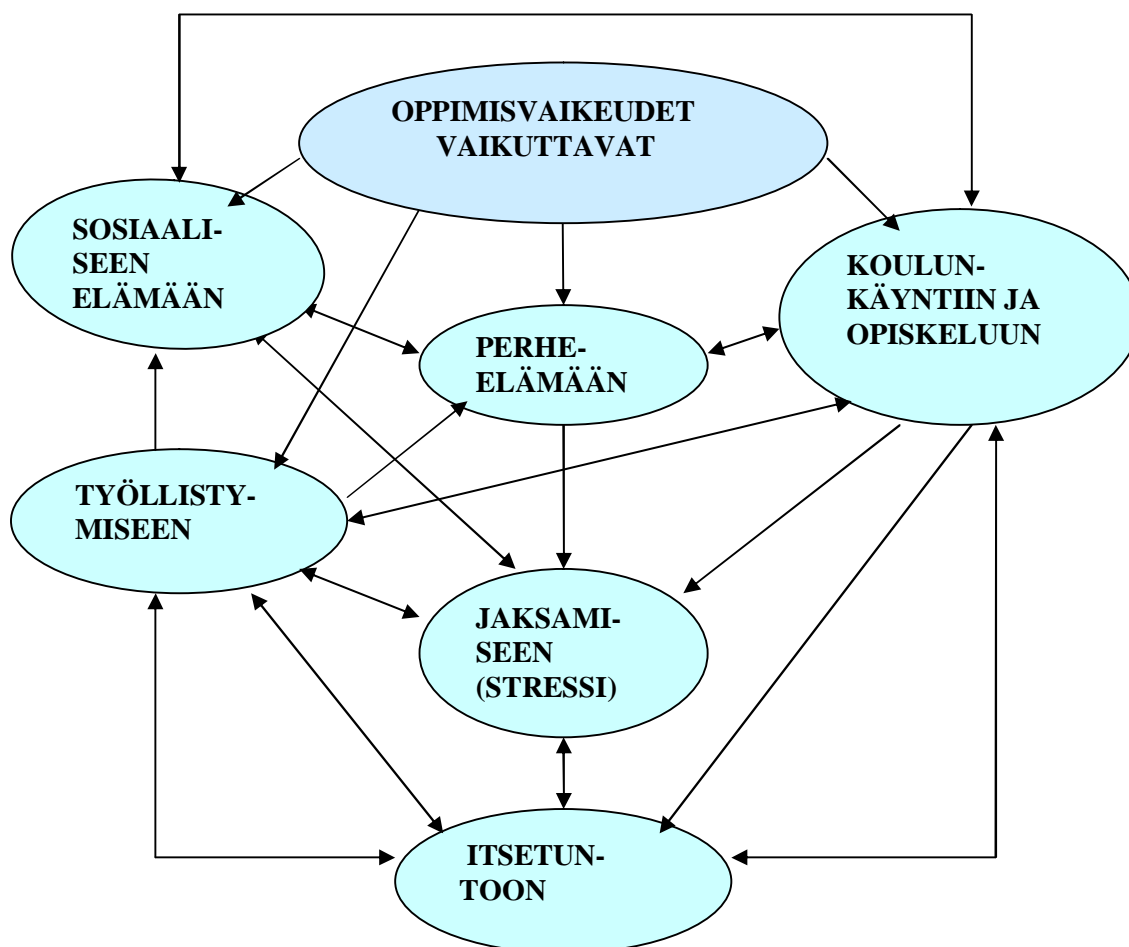 OPPIMISVAIKEUDET
VAIKUTTAVAT
SOSIAALI-
SEEN
ELÄMÄÄN
KOULUN-
KÄYNTIIN JA
OPISKELUUN
PERHE-
ELÄMÄÄN
TYÖLLISTY-
MISEEN
JAKSAMI-
SEEN
(STRESSI)
ITSETUN-
TOON